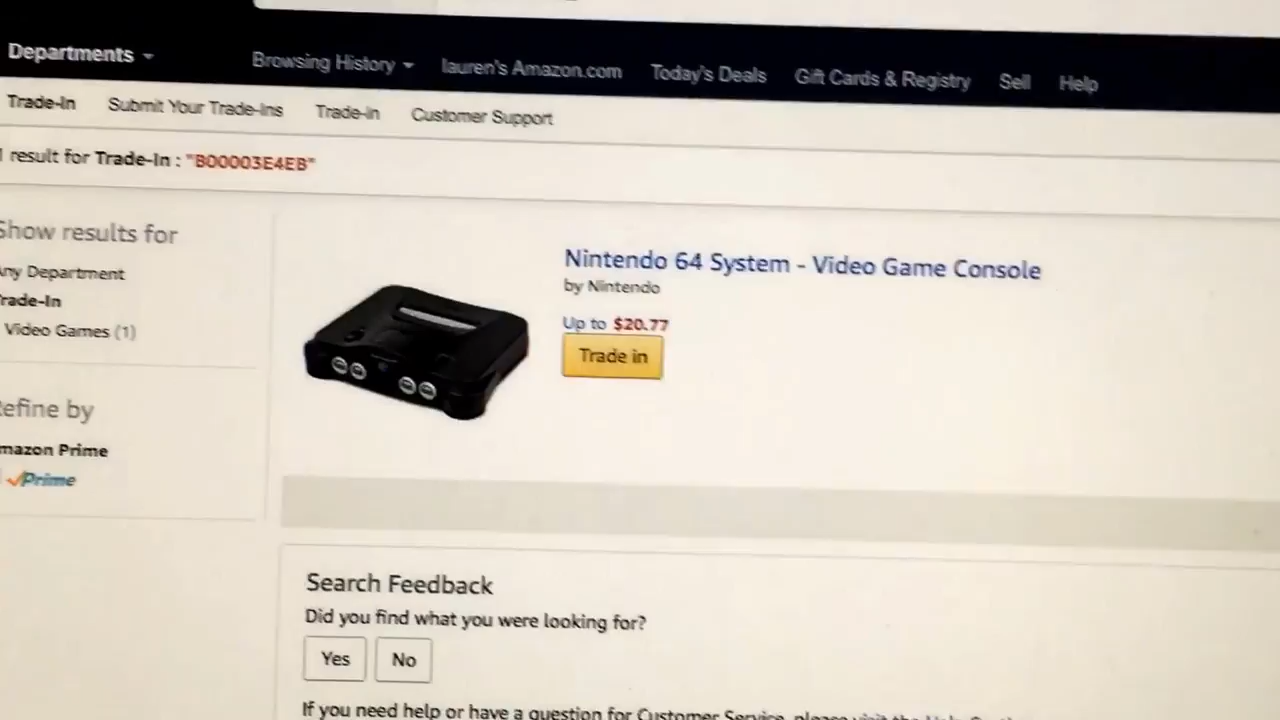 Departments
Browsing History
lauren's Amazon.com
Today's Deals
Gift Cards & Registry
Sell
Help
Trade-In
Submit Your Trade-Ins
Trade-in
Customer Support
1 result for Trade-In : "B00003E4EB"
Show results for
Any Department
Trade-In
Video Games (1)
Refine by
Amazon Prime
Prime
Nintendo 64 System - Video Game Console
by Nintendo
Up to $20.77
Trade in
Search Feedback
Did you find what you were looking for?
Yes
No
If you need help or have a question for Customer Service, please visit the